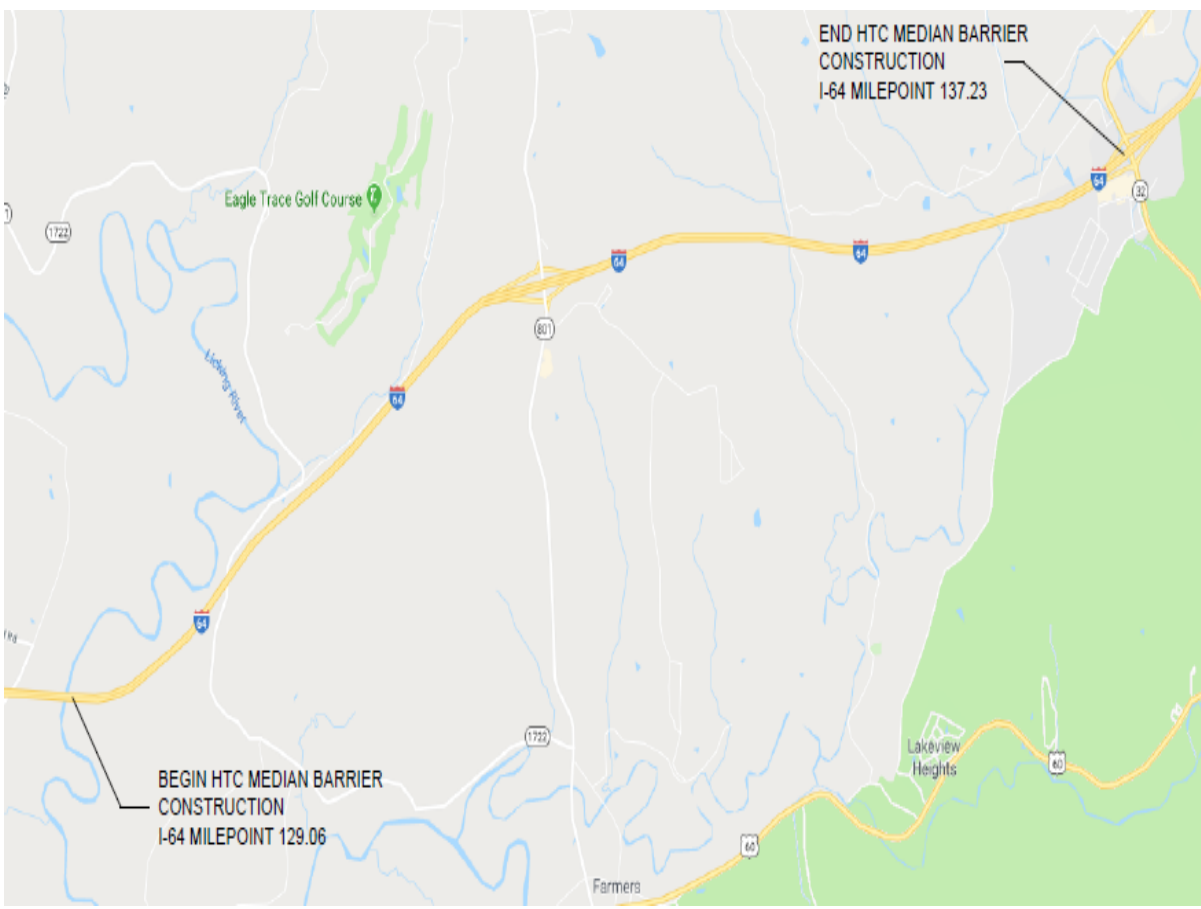 END HTC MEDIAN BARRIER
CONSTRUCTION
I-64 MILEPOINT 137.23
64
32
Eagle Trace Golf Course
1722
64
64
801
Licking River
64
64
1722
Lakeview
Heights
60
BEGIN HTC MEDIAN BARRIER
CONSTRUCTION
I-64 MILEPOINT 129.06
60
Farmers